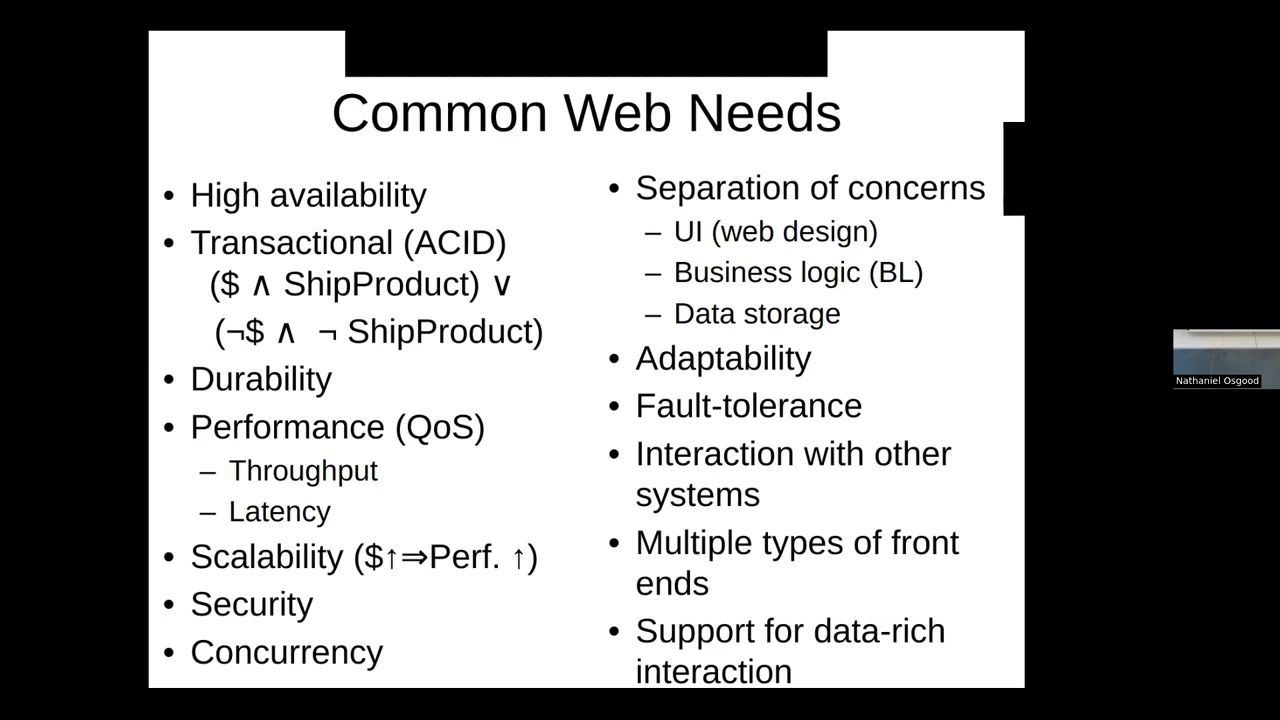 Common Web Needs
• High availability
• Transactional (ACID)
($ ∧ ShipProduct) ∨
(¬$ ∧ ¬ ShipProduct)
• Durability
• Performance (QoS)
– Throughput
– Latency
• Scalability ($↑⇒Perf. ↑)
• Security
• Concurrency
• Separation of concerns
– UI (web design)
– Business logic (BL)
– Data storage
• Adaptability
• Fault-tolerance
• Interaction with other
systems
• Multiple types of front
ends
• Support for data-rich
interaction
Nathaniel Osgood